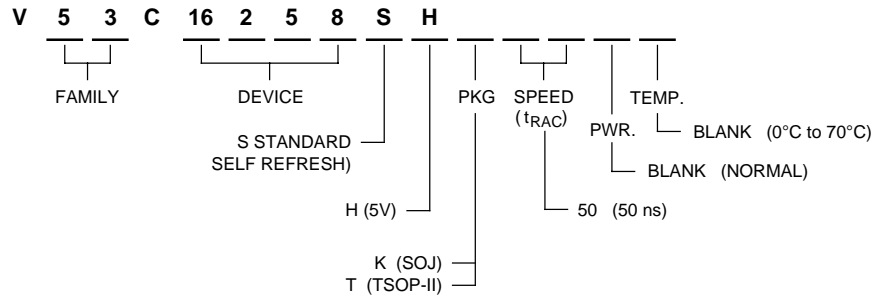 V 5 3 C 16 2 5 8 S H
FAMILY DEVICE PKG SPEED TEMP.
(tRAC) PWR.
BLANK (0°C to 70°C)
S STANDARD
SELF REFRESH)
BLANK (NORMAL)
H (5V) 50 (50 ns)
K (SOJ)
T (TSOP-II)